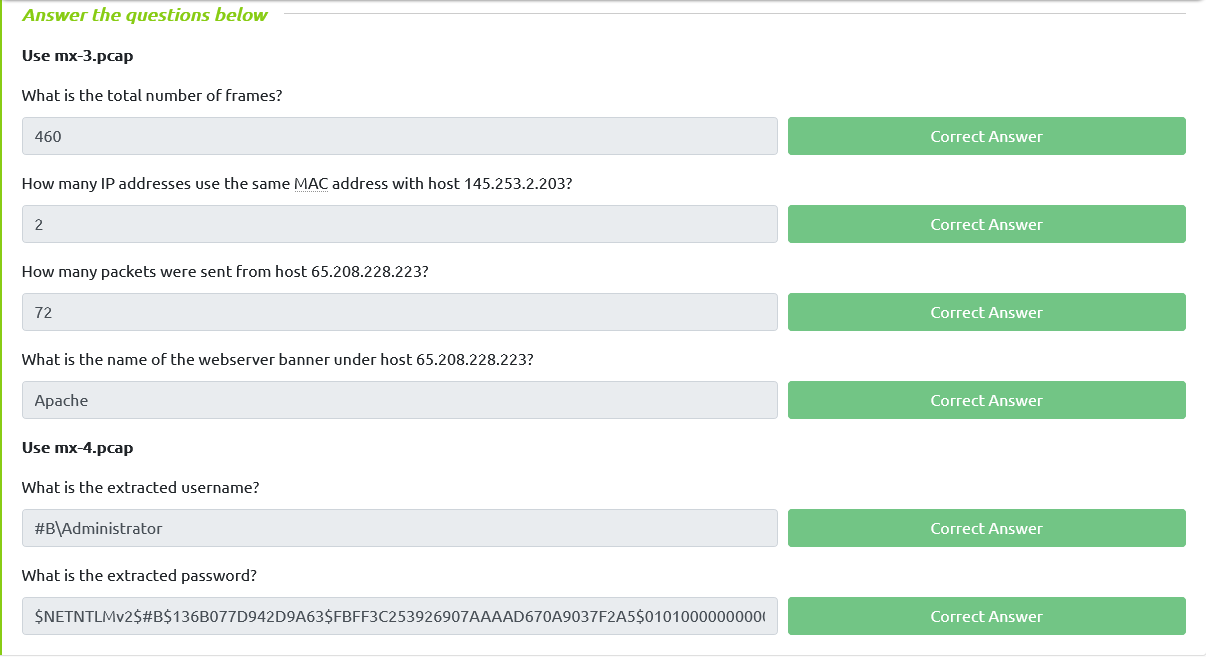 Answer the questions below
Use mx-3.pcap
What is the total number of frames?
460
Correct Answer
How many IP addresses use the same MAC address with host 145.253.2.203?
2
Correct Answer
How many packets were sent from host 65.208.228.223?
72
Correct Answer
What is the name of the webserver banner under host 65.208.228.223?
Apache
Correct Answer
Use mx-4.pcap
What is the extracted username?
#B\Administrator
Correct Answer
What is the extracted password?
$NETNTLMv2$#B$136B077D942D9A63$FBFF3C253926907AAAAD670A9037F2A5$01010000000000
Correct Answer